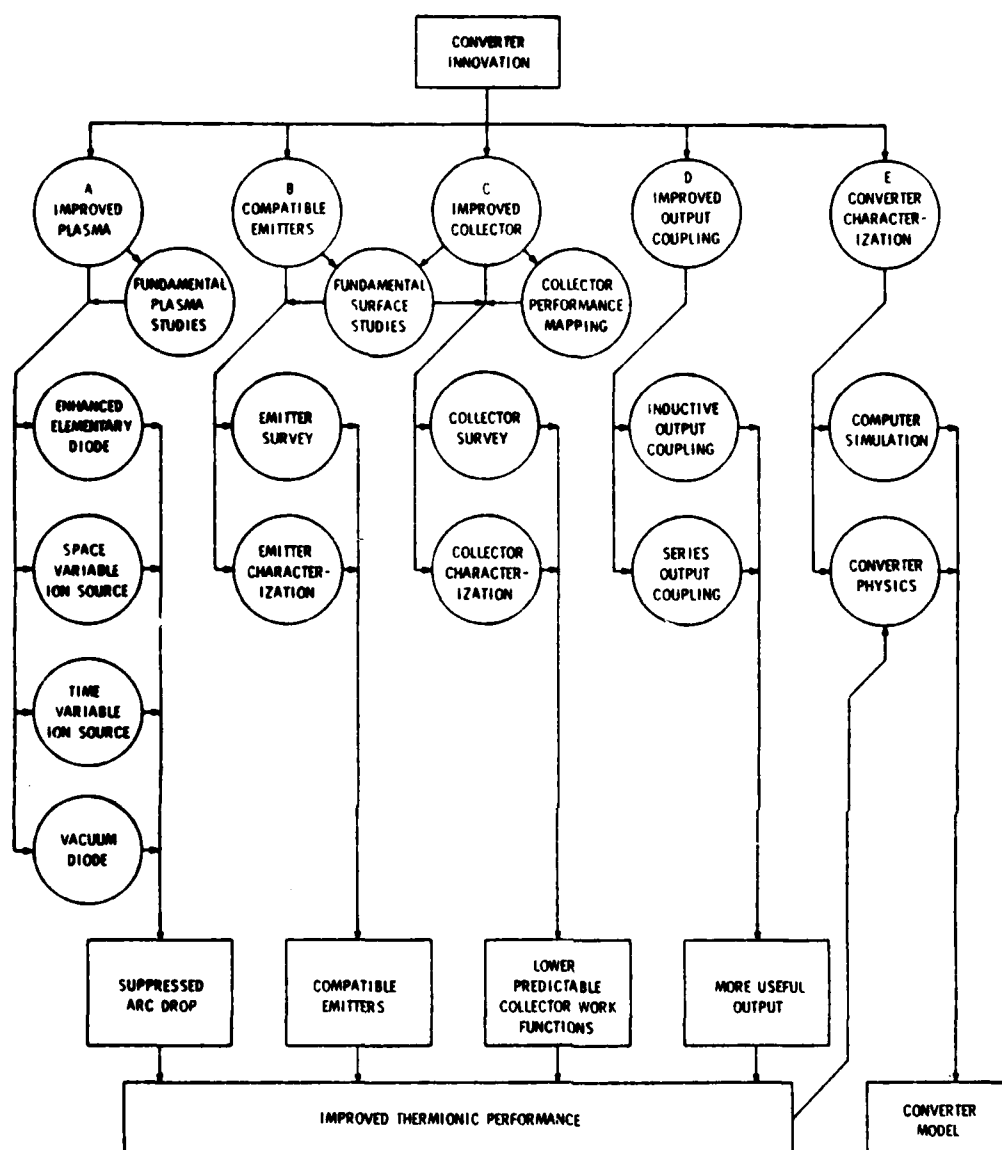 CONVERTER
INNOVATION
A
IMPROVED
PLASMA
B
COMPATIBLE
EMITTERS
C
IMPROVED
COLLECTOR
D
IMPROVED
OUTPUT
COUPLING
E
CONVERTER
CHARACTER-
IZATION
FUNDAMENTAL
PLASMA
STUDIES
FUNDAMENTAL
SURFACE
STUDIES
COLLECTOR
PERFORMANCE
MAPPING
ENHANCED
ELEMENTARY
DIODE
EMITTER
SURVEY
COLLECTOR
SURVEY
INDUCTIVE
OUTPUT
COUPLING
COMPUTER
SIMULATION
SPACE
VARIABLE
ION SOURCE
EMITTER
CHARACTER-
IZATION
COLLECTOR
CHARACTER-
IZATION
SERIES
OUTPUT
COUPLING
CONVERTER
PHYSICS
TIME
VARIABLE
ION SOURCE
VACUUM
DIODE
SUPPRESSED
ARC DROP
COMPATIBLE
EMITTERS
LOWER
PREDICTABLE
COLLECTOR WORK
FUNCTIONS
MORE USEFUL
OUTPUT
IMPROVED THERMIONIC PERFORMANCE
CONVERTER
MODEL